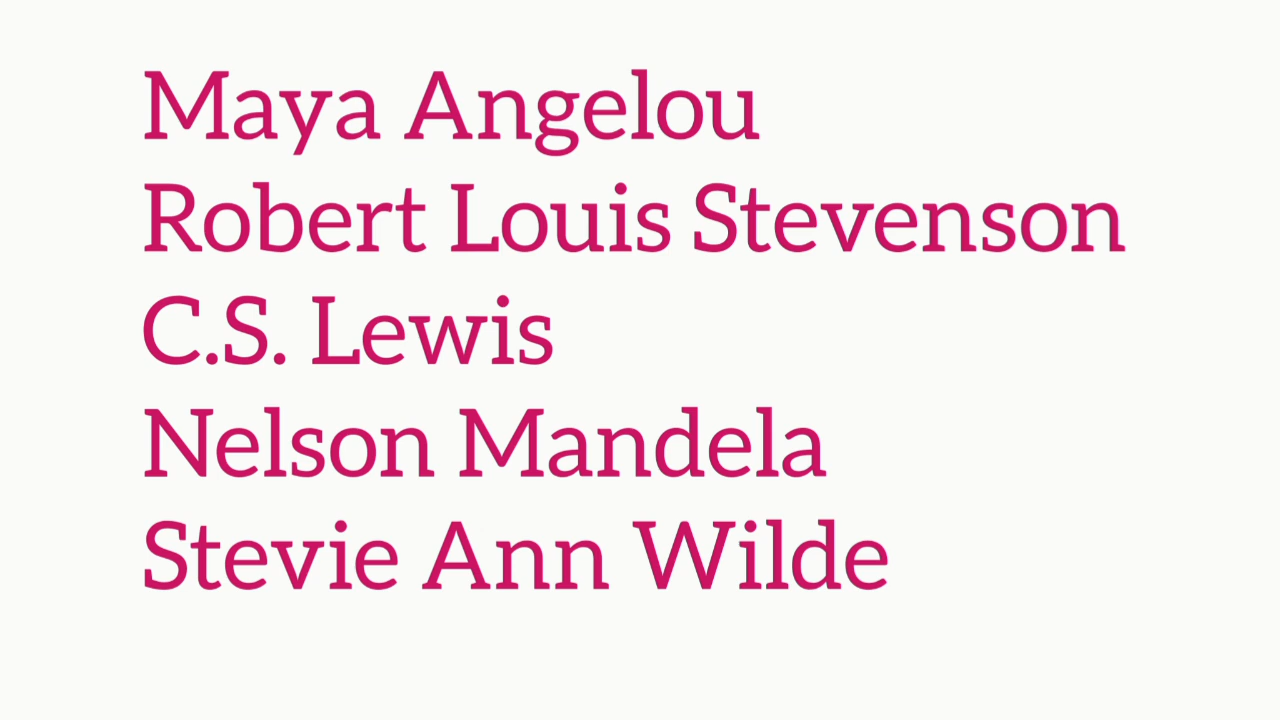 Maya Angelou
Robert Louis Stevenson
C.S. Lewis
Nelson Mandela
Stevie Ann Wilde